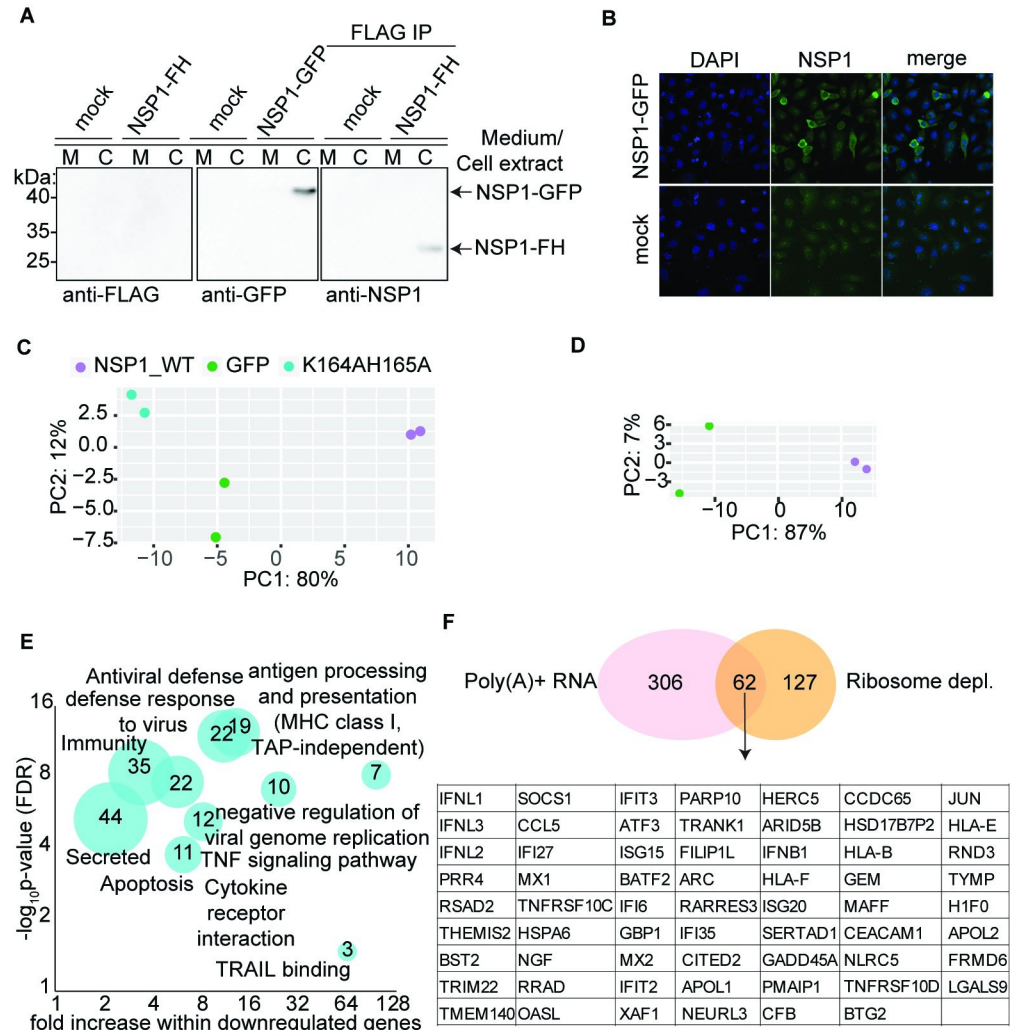 A
FLAG IP
mock
NSP1-FH
mock
NSP1-GFP
mock
NSP1-FH
M C M C M C M C M C M C
Medium/
Cell extract
kDa:
40
35
25
NSP1-GFP
NSP1-FH
anti-FLAG anti-GFP anti-NSP1
B
DAPI NSP1 merge
NSP1-GFP
mock
C
NSP1_WT GFP K164AH165A
PC2: 12%
2.5
0.0
−2.5
−5.0
−7.5
−10 −5 0 5 10
PC1: 80%
D
PC2: 7%
6
3
0
−3
−10 0 10
PC1: 87%
E
-log10p-value (FDR)
16
8
4
2
1
Antiviral defense
defense response
to virus
antigen processing
and presentation
(MHC class I,
TAP-independent)
Immunity
22 19
35
22
10
7
44
12
11
3
negative regulation of
viral genome replication
Secreted
TNF signaling pathway
Apoptosis
Cytokine
receptor
interaction
TRAIL binding
1 2 4 8 16 32 64 128
fold increase within downregulated genes
F
Poly(A)+ RNA 306 62 127 Ribosome depl.
IFNL1 SOCS1 IFIT3 PARP10 HERC5 CCDC65 JUN
IFNL3 CCL5 ATF3 TRANK1 ARID5B HSD17B7P2 HLA-E
IFNL2 IFI27 ISG15 FILIP1L IFNB1 HLA-B RND3
PRR4 MX1 BATF2 ARC HLA-F GEM TYMP
RSAD2 TNFRSF10C IFI6 RARRES3 ISG20 MAFF H1F0
THEMIS2 HSPA6 GBP1 IFI35 SERTAD1 CEACAM1 APOL2
BST2 NGF MX2 CITED2 GADD45A NLRC5 FRMD6
TRIM22 RRAD IFIT2 APOL1 PMAIP1 TNFRSF10D LGALS9
TMEM140 OASL XAF1 NEURL3 CFB BTG2